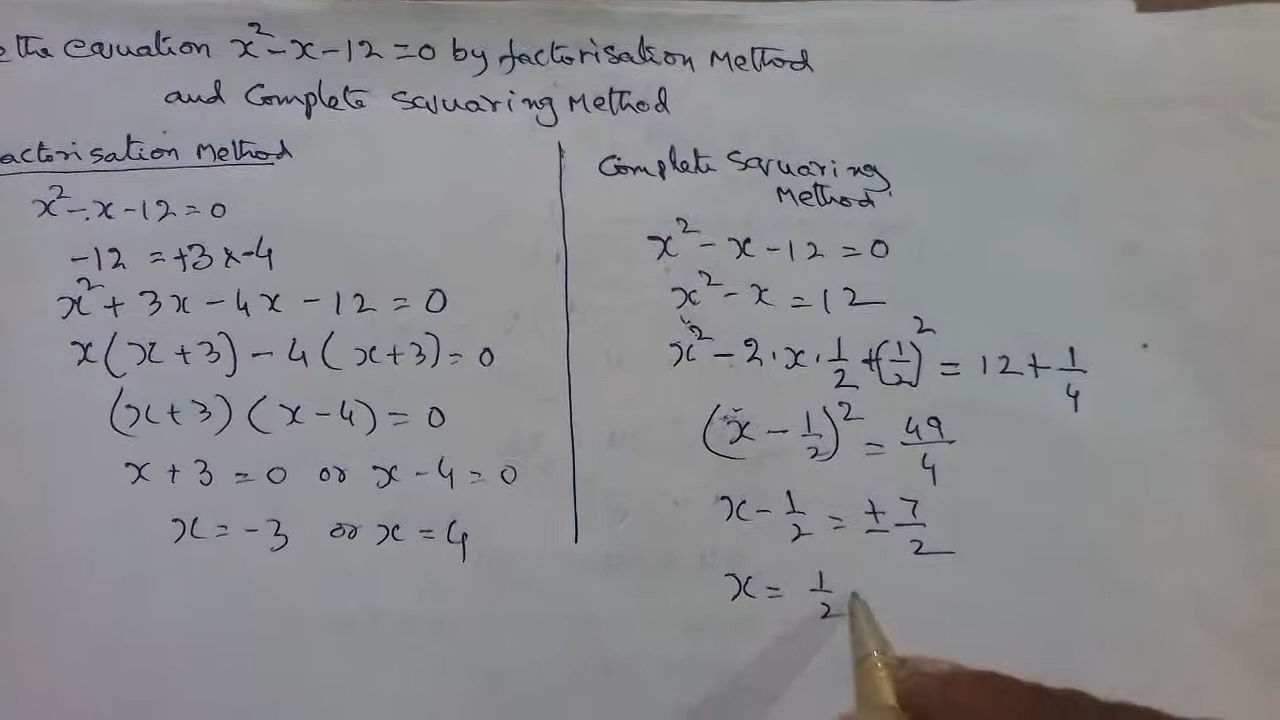 e the equation x² - x - 12 = 0 by factorisation Method
and Complete Squaring Method
actorisation Method
x² - x - 12 = 0
-12 = +3 x -4
x² + 3x - 4x - 12 = 0
x(x + 3) - 4(x + 3) = 0
(x + 3)(x - 4) = 0
x + 3 = 0 or x - 4 = 0
x = -3 or x = 4
Complete Squaring
Method
x² - x - 12 = 0
x² - x = 12
x² - 2 · x · 1/2 + (1/2)² = 12 + 1/4
(x - 1/2)² = 49/4
x - 1/2 = ± 7/2
x = 1/2